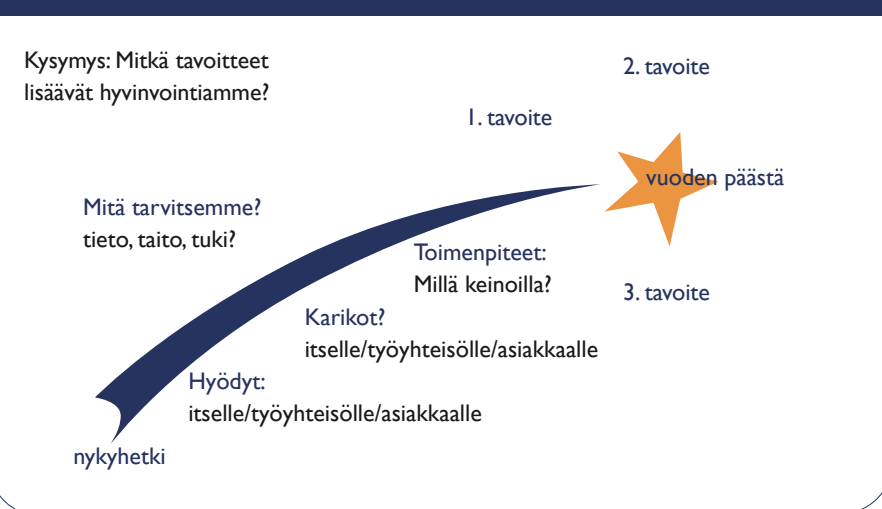 Kysymys: Mitkä tavoitteet
lisäävät hyvinvointiamme?
2. tavoite
1. tavoite
vuoden päästä
Mitä tarvitsemme?
tieto, taito, tuki?
Toimenpiteet:
Millä keinoilla?
3. tavoite
Karikot?
itselle/työyhteisölle/asiakkaalle
Hyödyt:
itselle/työyhteisölle/asiakkaalle
nykyhetki